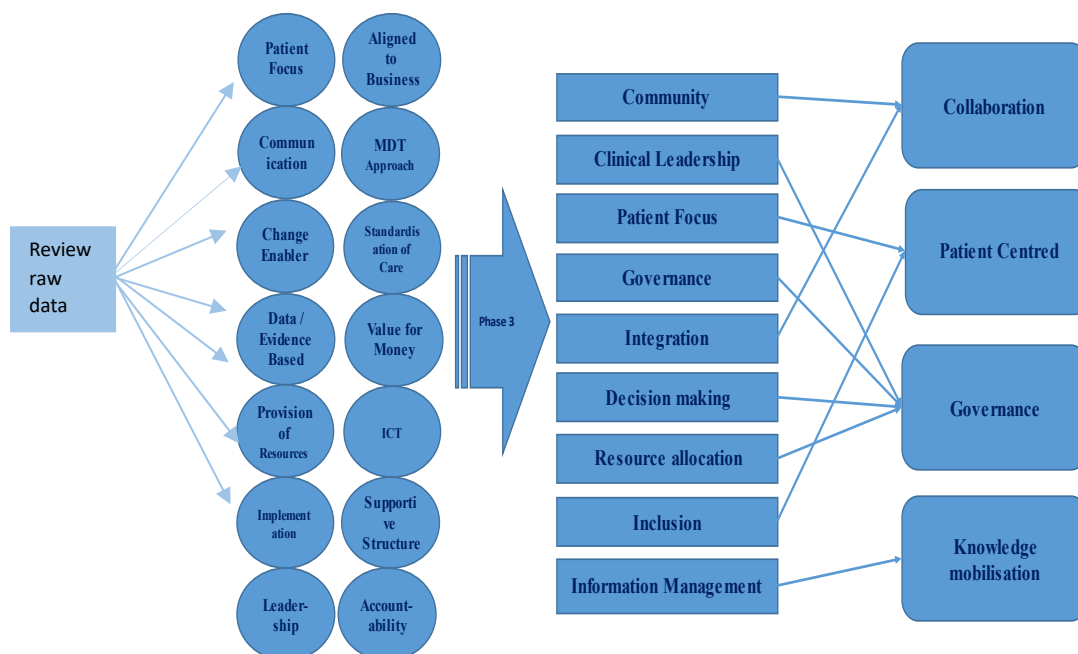 Review
raw
data
Patient
Focus
Aligned
to
Business
Commun
ication
MDT
Approach
Change
Enabler
Standardis
ation of
Care
Data /
Evidence
Based
Value for
Money
Provision
of
Resources
ICT
Implement
ation
Supporti
ve
Structure
Leader-
ship
Account-
ability
Phase 3
Community
Clinical Leadership
Patient Focus
Governance
Integration
Decision making
Resource allocation
Inclusion
Information Management
Collaboration
Patient Centred
Governance
Knowledge
mobilisation